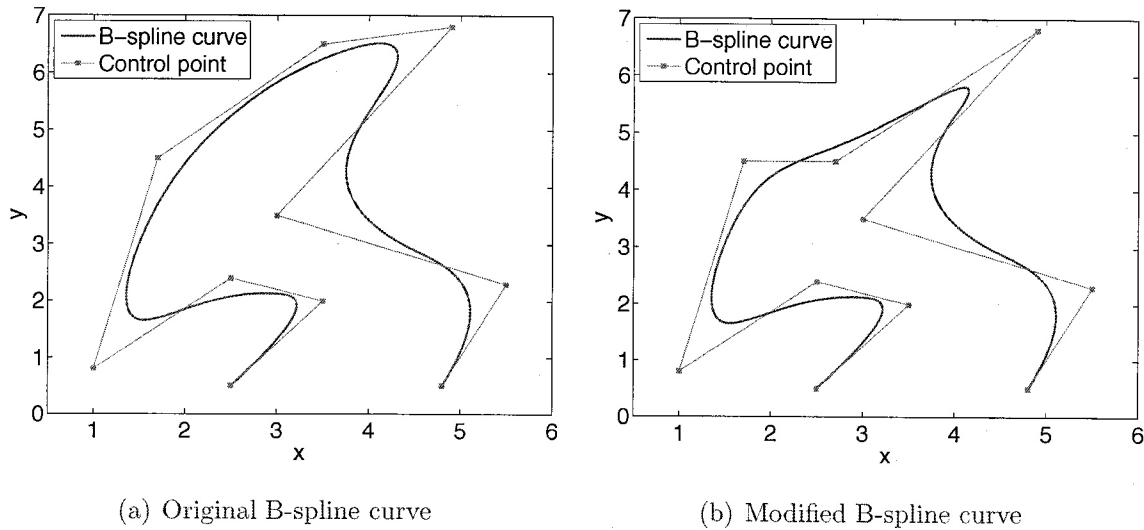 7
6
5
4
3
2
1
0
y
B-spline curve
Control point
1 2 3 4 5 6
x
(a) Original B-spline curve
7
6
5
4
3
2
1
0
y
B-spline curve
Control point
1 2 3 4 5 6
x
(b) Modified B-spline curve